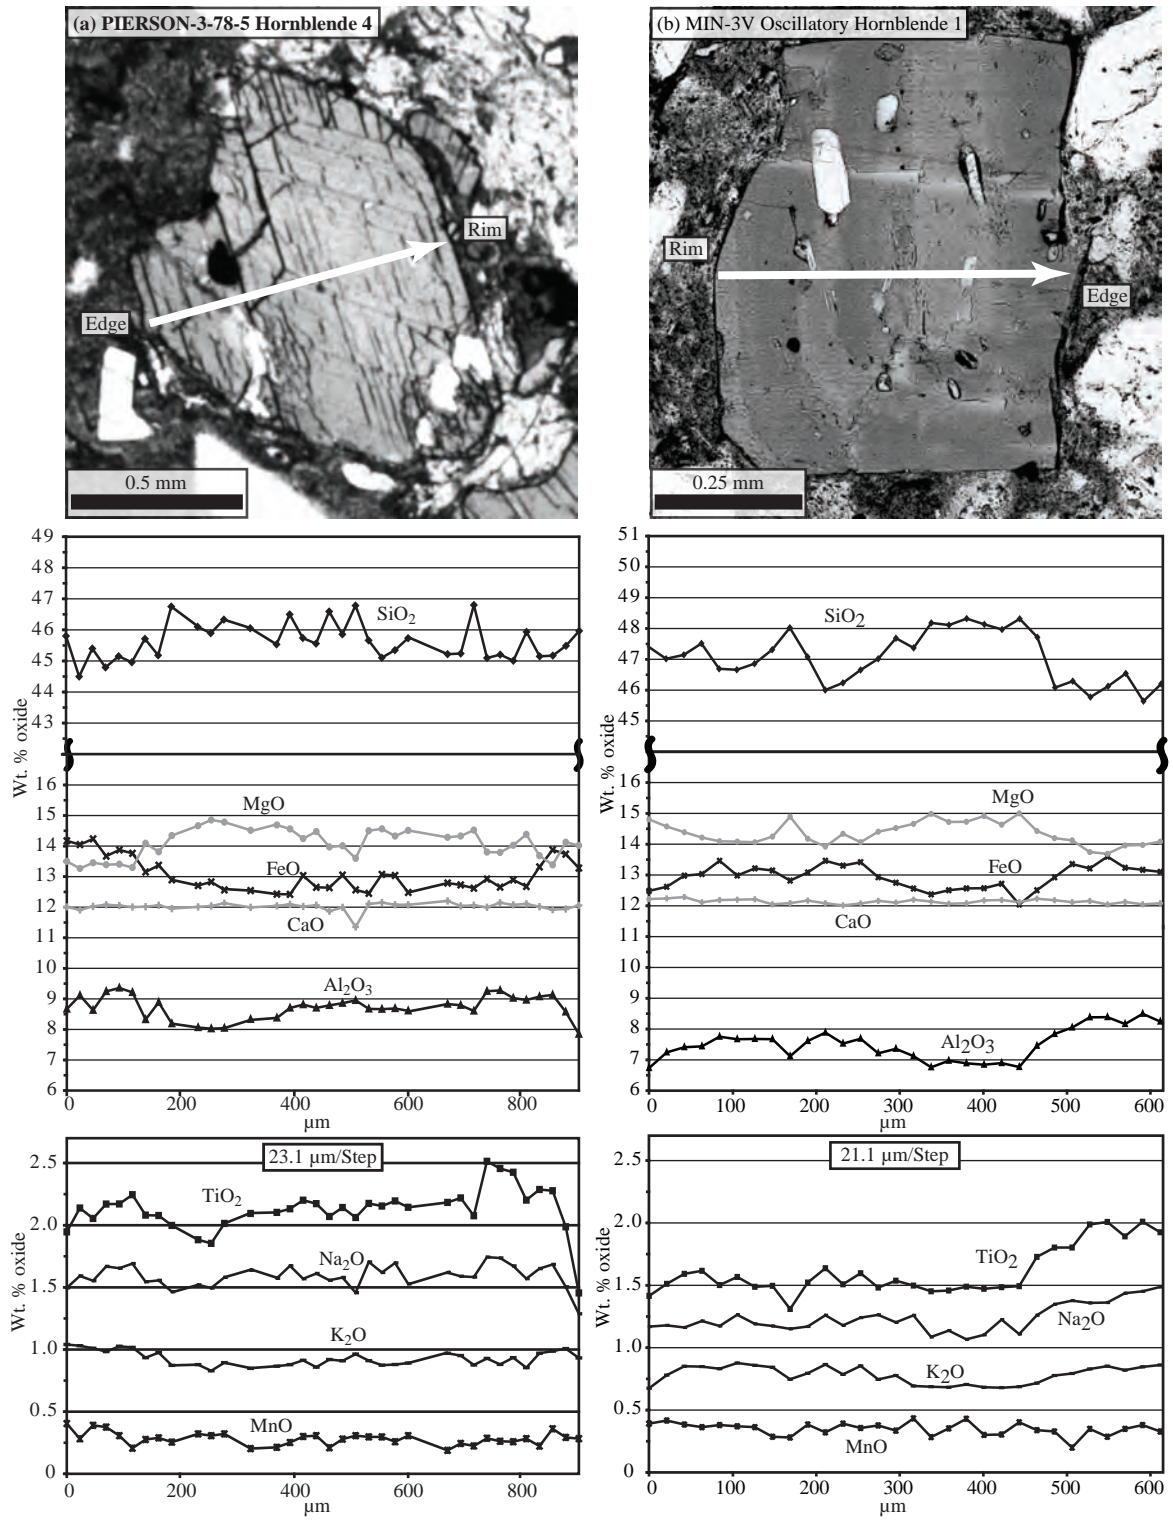 (a) PIERSON-3-78-5 Hornblende 4
Rim
Edge
0.5 mm
(b) MIN-3V Oscillatory Hornblende 1
Rim
Edge
0.25 mm
49
48
47
46
45
44
43
16
15
14
13
12
11
10
9
8
7
6
Wt. % oxide
SiO2
MgO
FeO
CaO
Al2O3
0 200 400 600 800
µm
51
50
49
48
47
46
45
16
15
14
13
12
11
10
9
8
7
6
Wt. % oxide
SiO2
MgO
FeO
CaO
Al2O3
0 100 200 300 400 500 600
µm
23.1 µm/Step
2.5
2.0
1.5
1.0
0.5
0
Wt. % oxide
TiO2
Na2O
K2O
MnO
0 200 400 600 800
µm
21.1 µm/Step
2.5
2.0
1.5
1.0
0.5
0
Wt. % oxide
TiO2
Na2O
K2O
MnO
0 100 200 300 400 500 600
µm